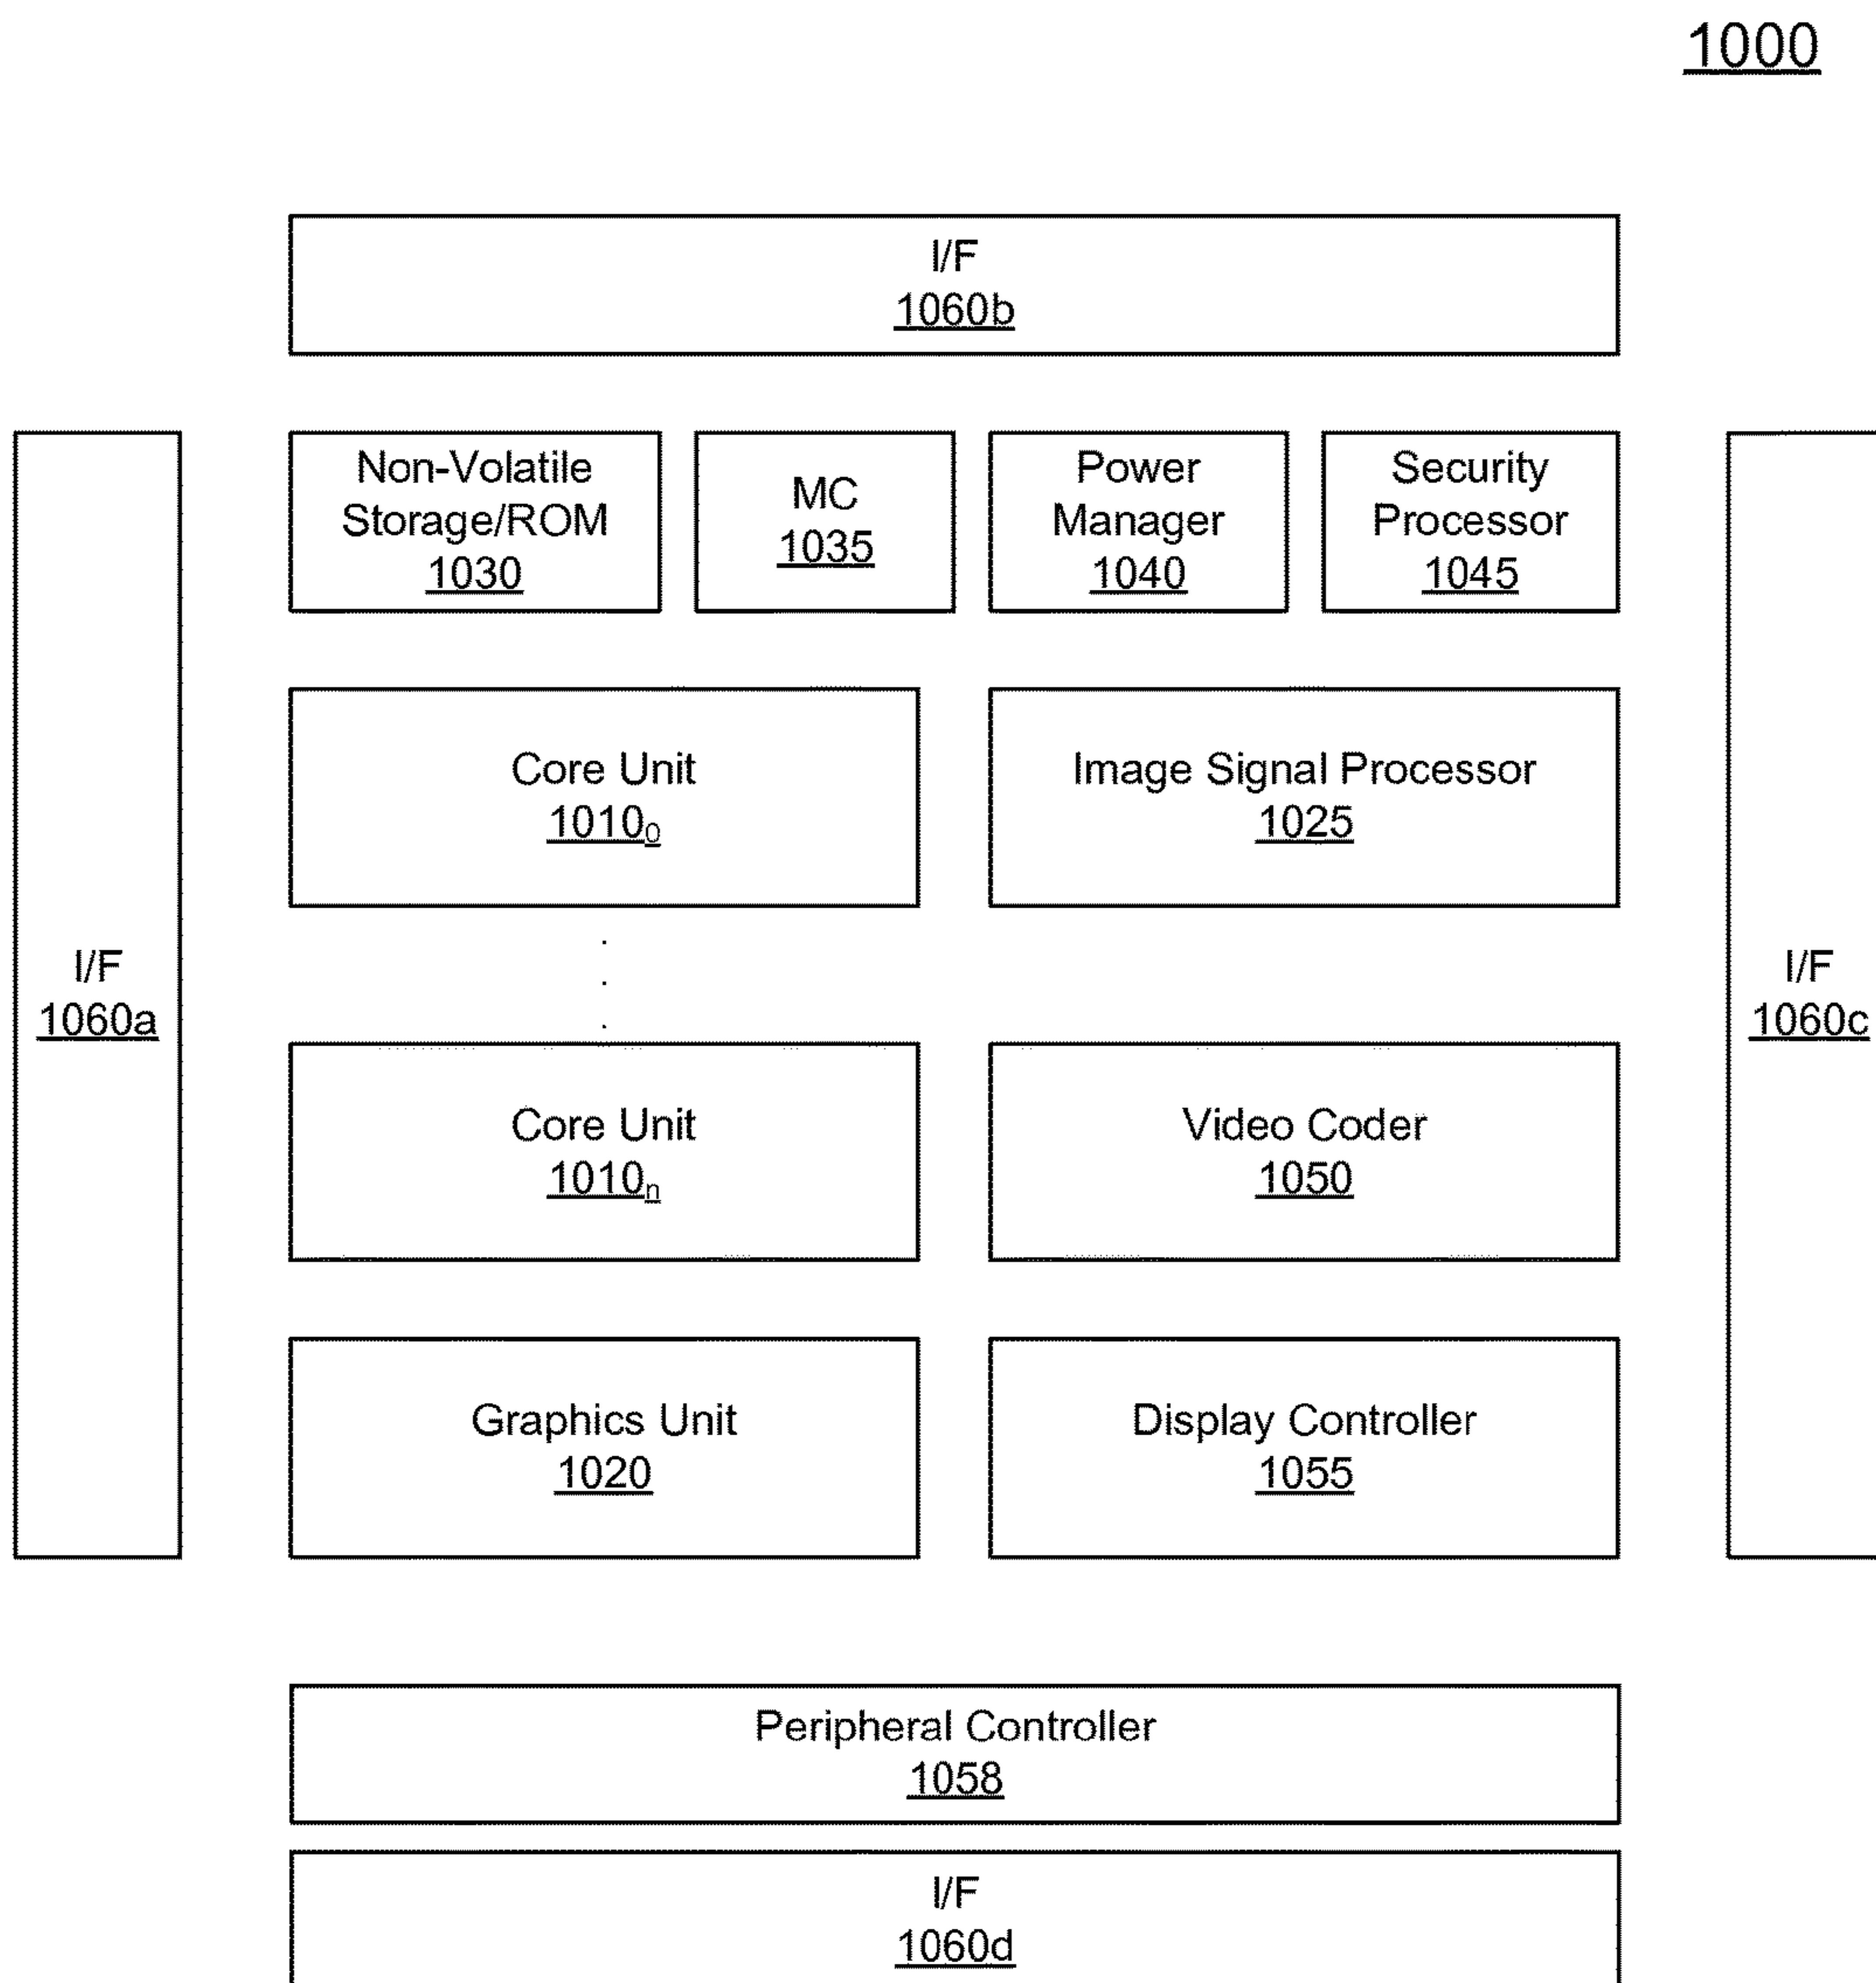 1000
I/F
1060b
Non-Volatile
Storage/ROM
1030
MC
1035
Power
Manager
1040
Security
Processor
1045
Core Unit
1010₀
Image Signal Processor
1025
I/F
1060a
I/F
1060c
Core Unit
1010ₙ
Video Coder
1050
Graphics Unit
1020
Display Controller
1055
Peripheral Controller
1058
I/F
1060d